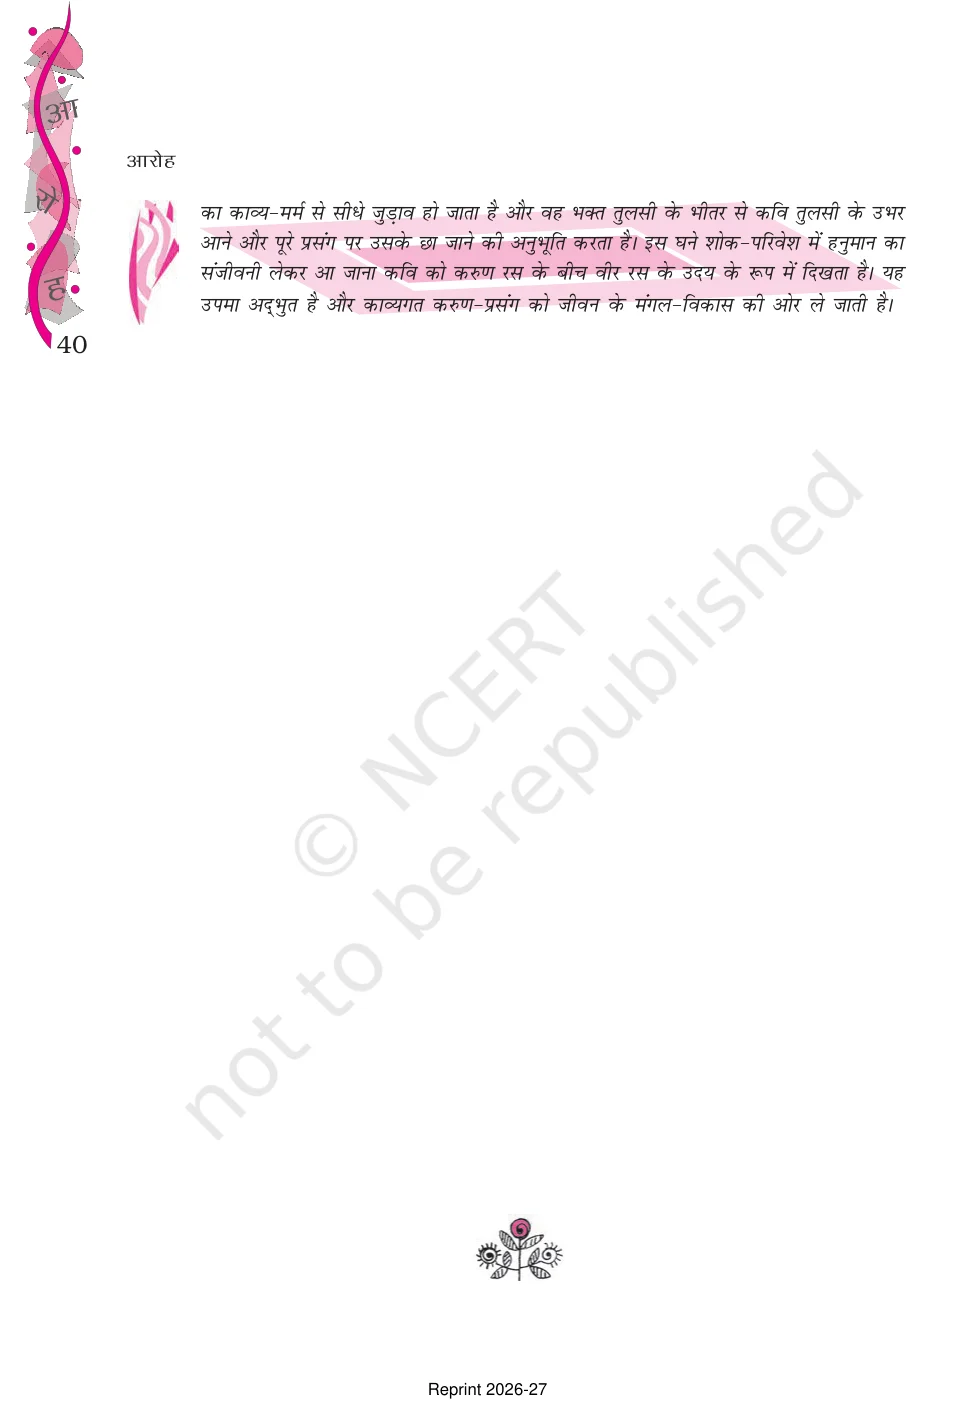 आ
रो
ह
40
आरोह
का काव्य-मर्म से सीधे जुड़ाव हो जाता है और वह भक्त तुलसी के भीतर से कवि तुलसी के उभर
आने और पूरे प्रसंग पर उसके छा जाने की अनुभूति करता है। इस घने शोक-परिवेश में हनुमान का
संजीवनी लेकर आ जाना कवि को करुण रस के बीच वीर रस के उदय के रूप में दिखता है। यह
उपमा अद्भुत है और काव्यगत करुण-प्रसंग को जीवन के मंगल-विकास की ओर ले जाती है।
© NCERT
not to be republished
Reprint 2026-27